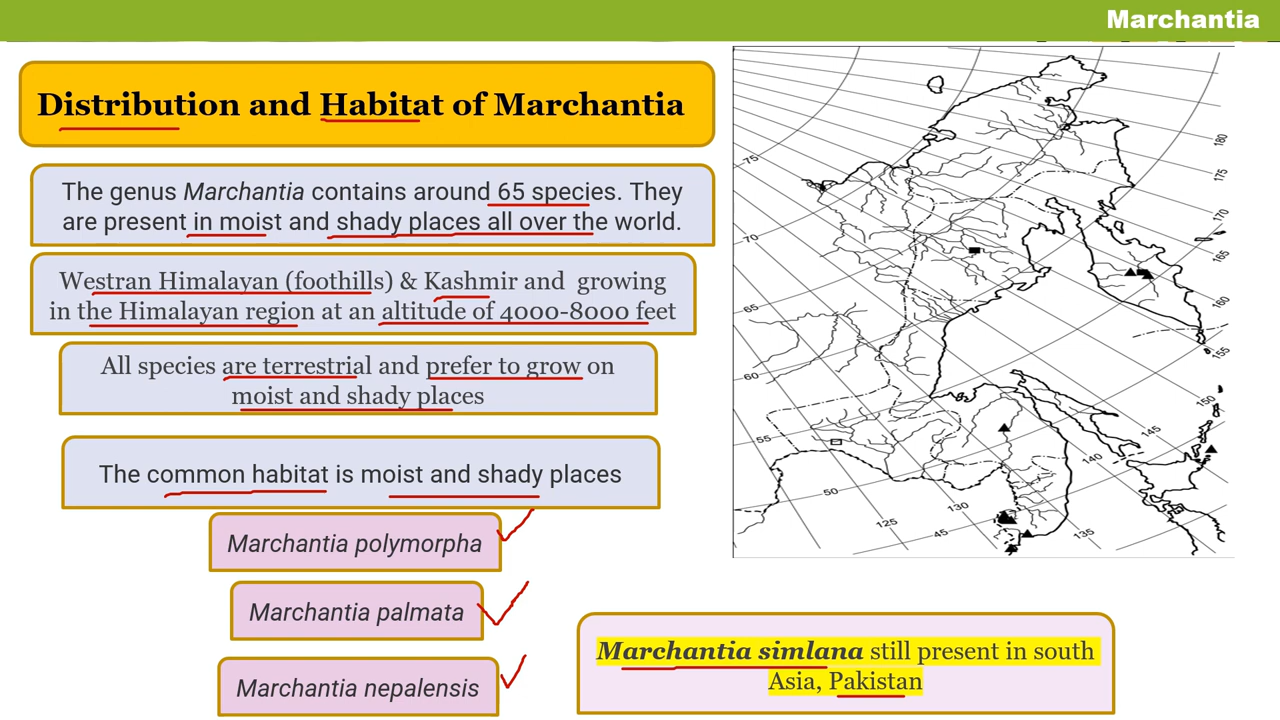 Marchantia
Distribution and Habitat of Marchantia
The genus Marchantia contains around 65 species. They
are present in moist and shady places all over the world.
Westran Himalayan (foothills) & Kashmir and growing
in the Himalayan region at an altitude of 4000-8000 feet
All species are terrestrial and prefer to grow on
moist and shady places
The common habitat is moist and shady places
Marchantia polymorpha
Marchantia palmata
Marchantia nepalensis
Marchantia simlana still present in south
Asia, Pakistan
75
70
65
60
55
50
125
130
45
135
140
145
150
155
160
165
170
175
180